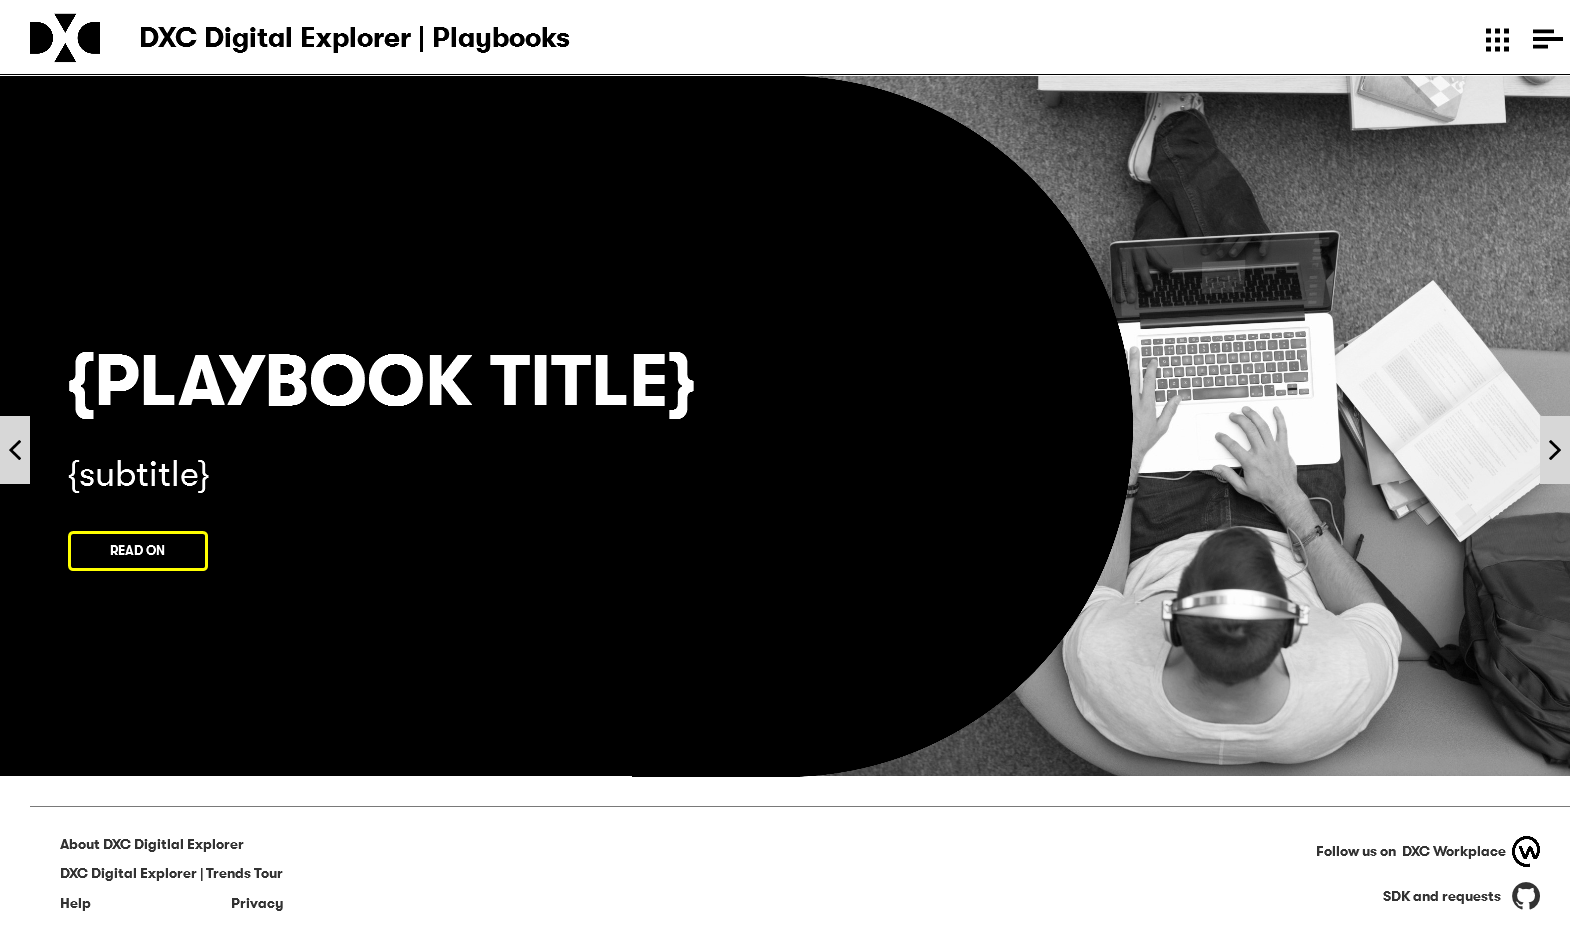 DXC
DXC Digital Explorer | Playbooks
{PLAYBOOK TITLE}
{subtitle}
READ ON
About DXC Digitlal Explorer
DXC Digital Explorer | Trends Tour
Help
Privacy
Follow us on DXC Workplace
SDK and requests